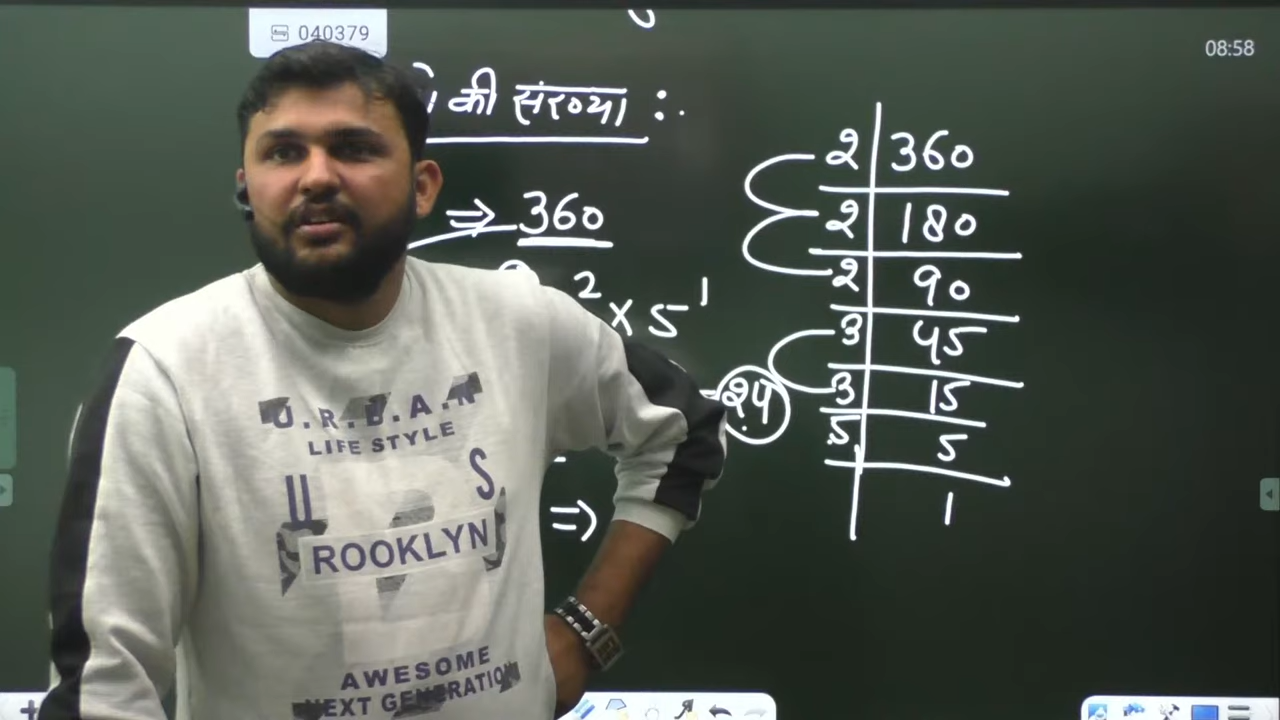 040379
08:58
की संख्या :.
⇒ 360
2 × 5¹
24
⇒
2 | 360
2 | 180
2 | 90
3 | 45
3 | 15
5 | 5
1
U.R.B.A.N
LIFE STYLE
U S
ROOKLYN
AWESOME
NEXT GENERATION